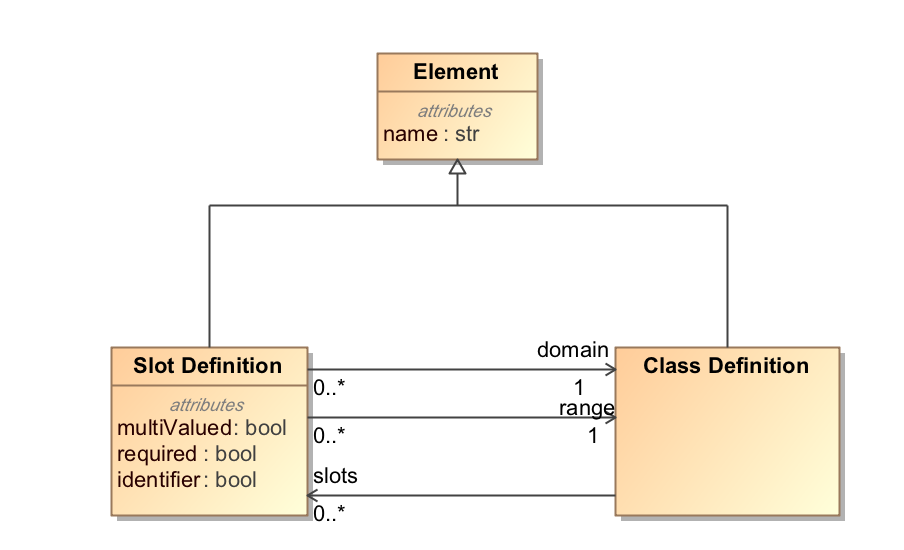 Element
attributes
name : str
Slot Definition
attributes
multiValued: bool
required : bool
identifier : bool
domain
0..*
1
range
0..*
1
slots
0..*
Class Definition